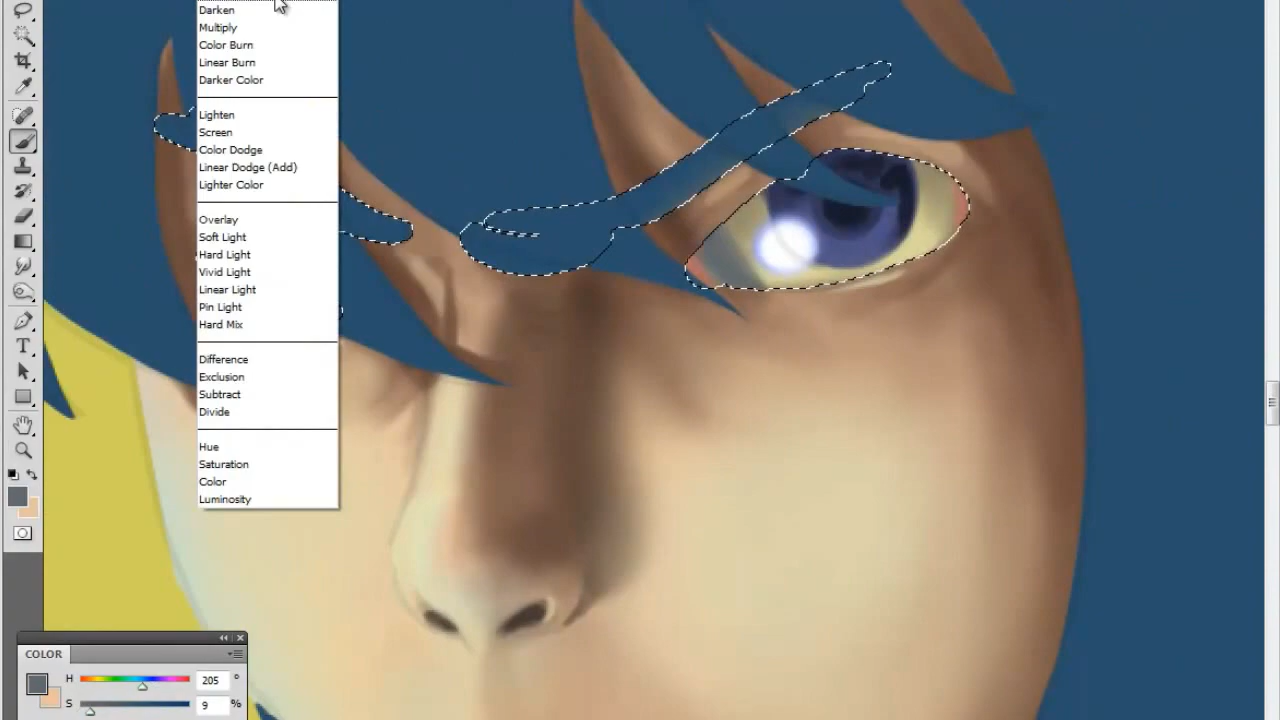 Darken
Multiply
Color Burn
Linear Burn
Darker Color
Lighten
Screen
Color Dodge
Linear Dodge (Add)
Lighter Color
Overlay
Soft Light
Hard Light
Vivid Light
Linear Light
Pin Light
Hard Mix
Difference
Exclusion
Subtract
Divide
Hue
Saturation
Color
Luminosity
T
COLOR
H 205 °
S 9 %